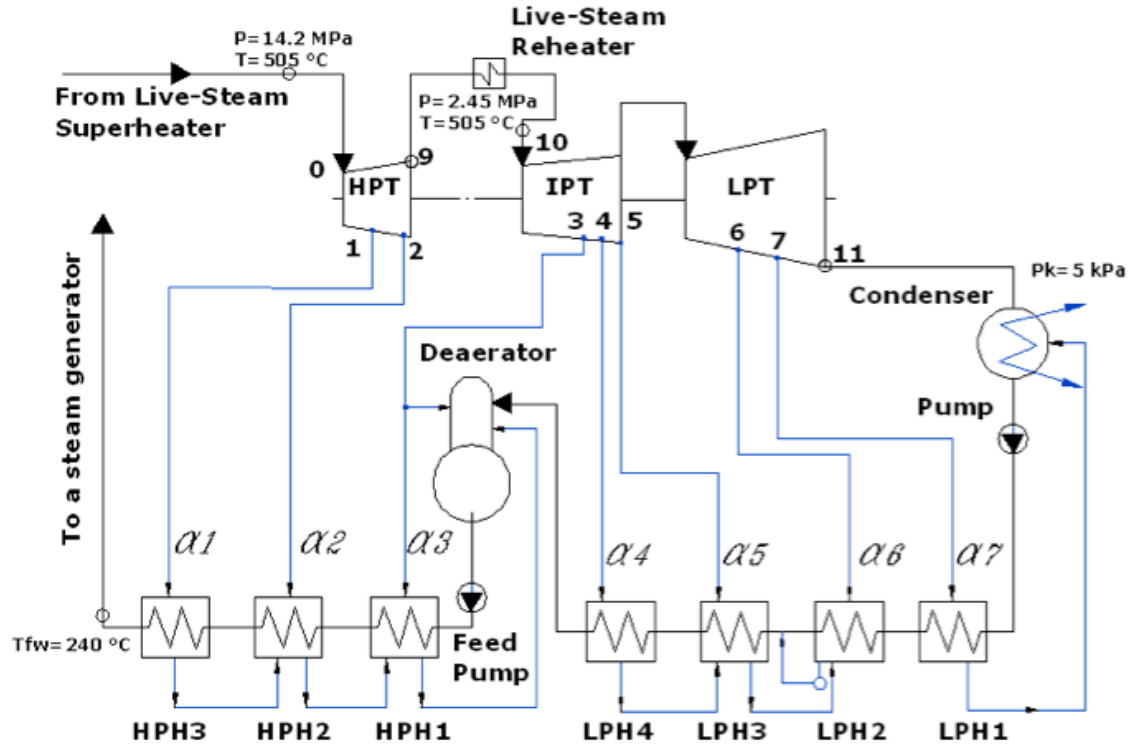 Live-Steam
Reheater
P=14.2 MPa
T=505 °C
From Live-Steam
Superheater
P=2.45 MPa
T=505 °C
0
9
10
HPT
IPT
LPT
1
2
3
4
5
6
7
11
Pk=5 kPa
Condenser
Deaerator
Pump
To a steam generator
α1
α2
α3
α4
α5
α6
α7
Tfw=240 °C
Feed
Pump
HPH3
HPH2
HPH1
LPH4
LPH3
LPH2
LPH1